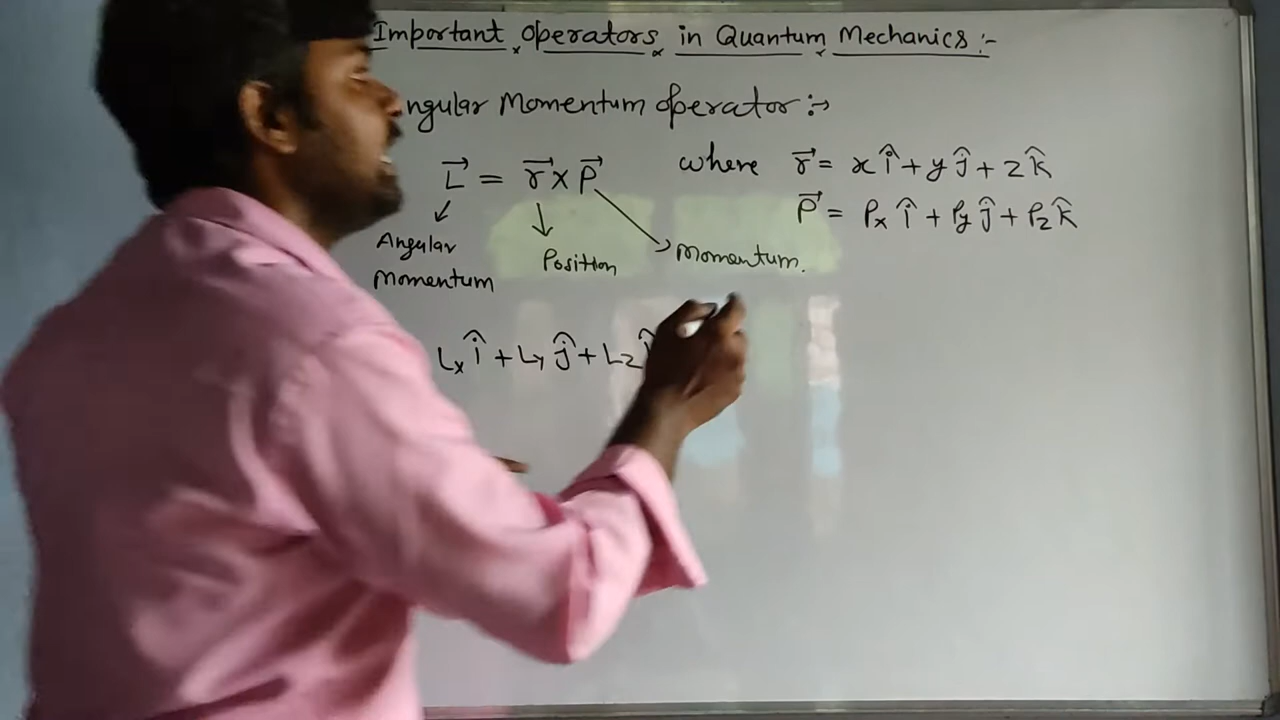 Important Operators in Quantum Mechanics :-
ngular Momentum Operator :→
L⃗ = r⃗ × P⃗ where r⃗ = x î + y ĵ + z k̂
P⃗ = Px î + Py ĵ + Pz k̂
Angular Momentum
Position
Momentum.
Lx î + Ly ĵ + Lz